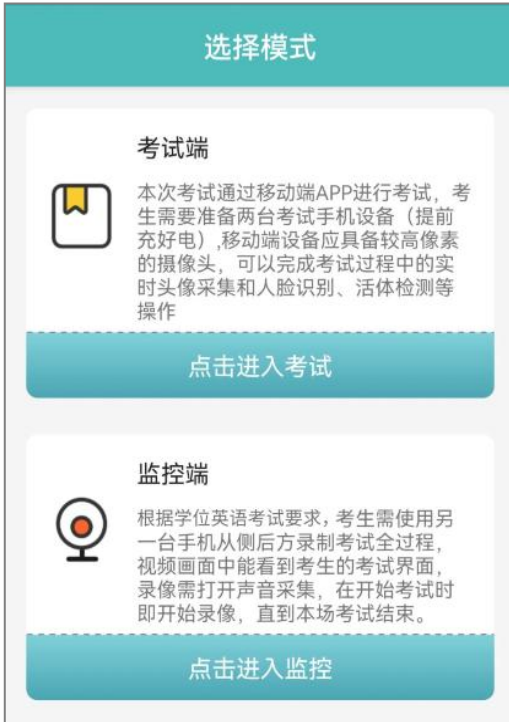 选择模式
考试端
本次考试通过移动端APP进行考试，考
生需要准备两台考试手机设备（提前
充好电）,移动端设备应具备较高像素
的摄像头，可以完成考试过程中的实
时头像采集和人脸识别、活体检测等
操作
点击进入考试
监控端
根据学位英语考试要求，考生需使用另
一台手机从侧后方录制考试全过程，
视频画面中能看到考生的考试界面，
录像需打开声音采集，在开始考试时
即开始录像，直到本场考试结束。
点击进入监控